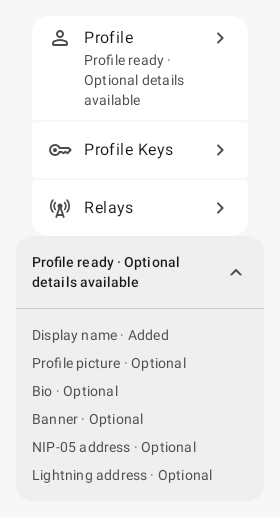 Profile
Profile ready ·
Optional details
available
Profile Keys
Relays
Profile ready · Optional
details available
Display name · Added
Profile picture · Optional
Bio · Optional
Banner · Optional
NIP-05 address · Optional
Lightning address · Optional